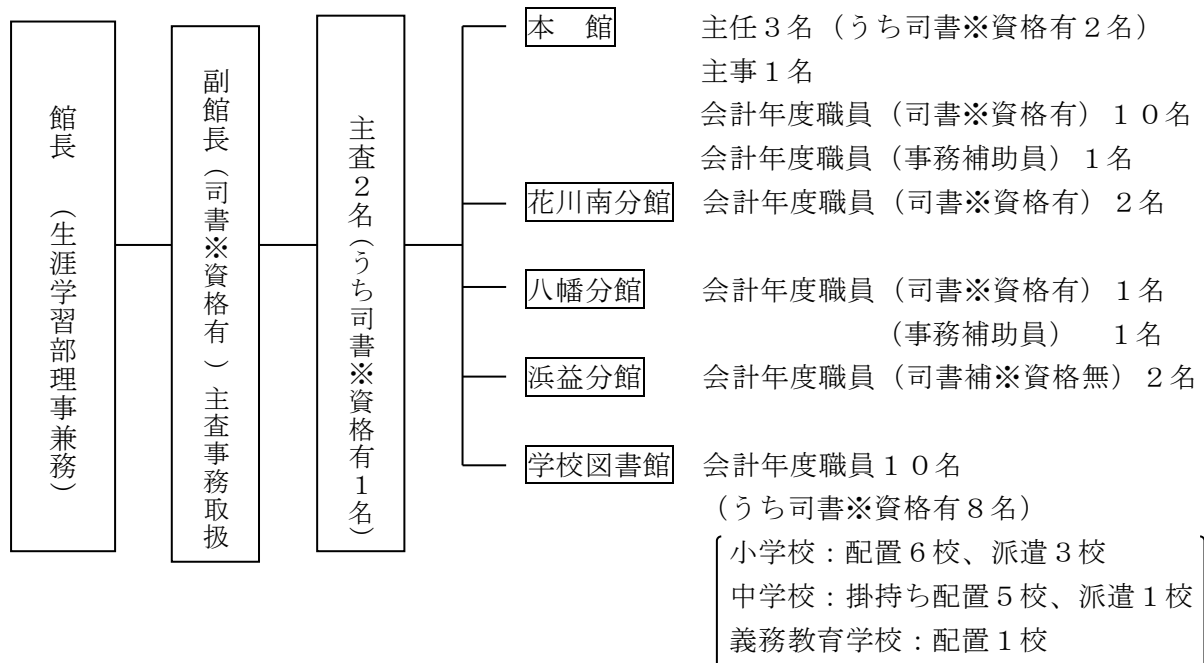 館長　（生涯学習部理事兼務）
副館長（司書※資格有）主査事務取扱
主査２名（うち司書※資格有１名）
本　館　主任３名（うち司書※資格有２名）
主事１名
会計年度職員（司書※資格有）１０名
会計年度職員（事務補助員）１名
花川南分館　会計年度職員（司書※資格有）２名
八幡分館　会計年度職員（司書※資格有）１名
（事務補助員）　１名
浜益分館　会計年度職員（司書補※資格無）２名
学校図書館　会計年度職員１０名
（うち司書※資格有８名）
小学校：配置６校、派遣３校
中学校：掛持ち配置５校、派遣１校
義務教育学校：配置１校